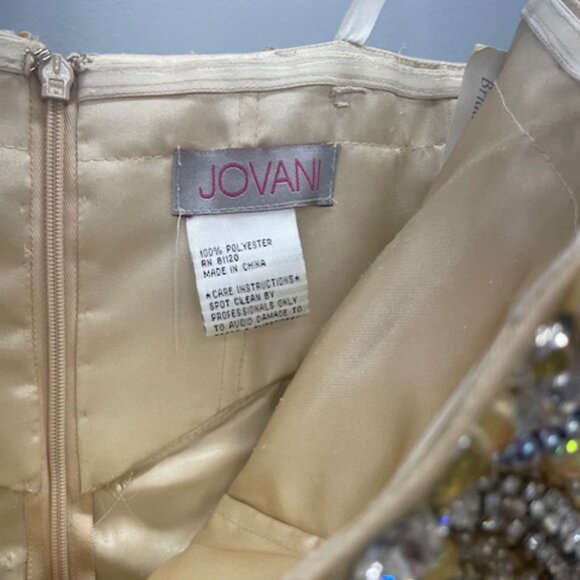 JOVANI
100% POLYESTER
RN 81120
MADE IN CHINA
★CARE INSTRUCTIONS★
SPOT CLEAN BY
PROFESSIONALS ONLY
TO AVOID DAMAGE TO